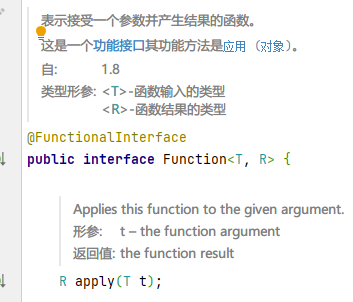 表示接受一个参数并产生结果的函数。
这是一个功能接口其功能方法是应用（对象）。
自: 1.8
类型形参: <T>-函数输入的类型
<R>-函数结果的类型
@FunctionalInterface
public interface Function<T, R> {
Applies this function to the given argument.
形参: t – the function argument
返回值: the function result
R apply(T t);